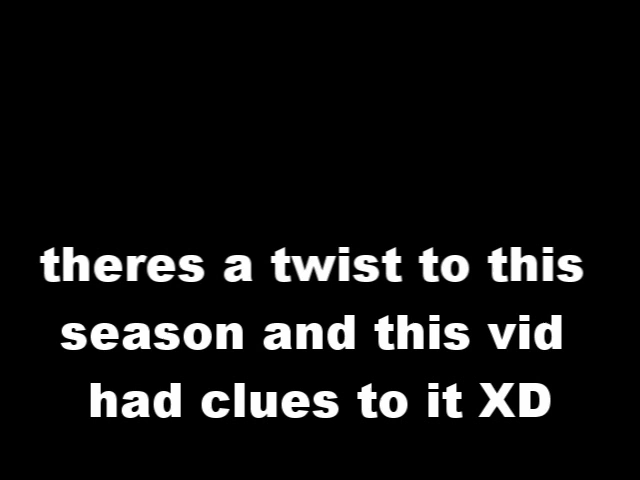 theres a twist to this
season and this vid
had clues to it XD